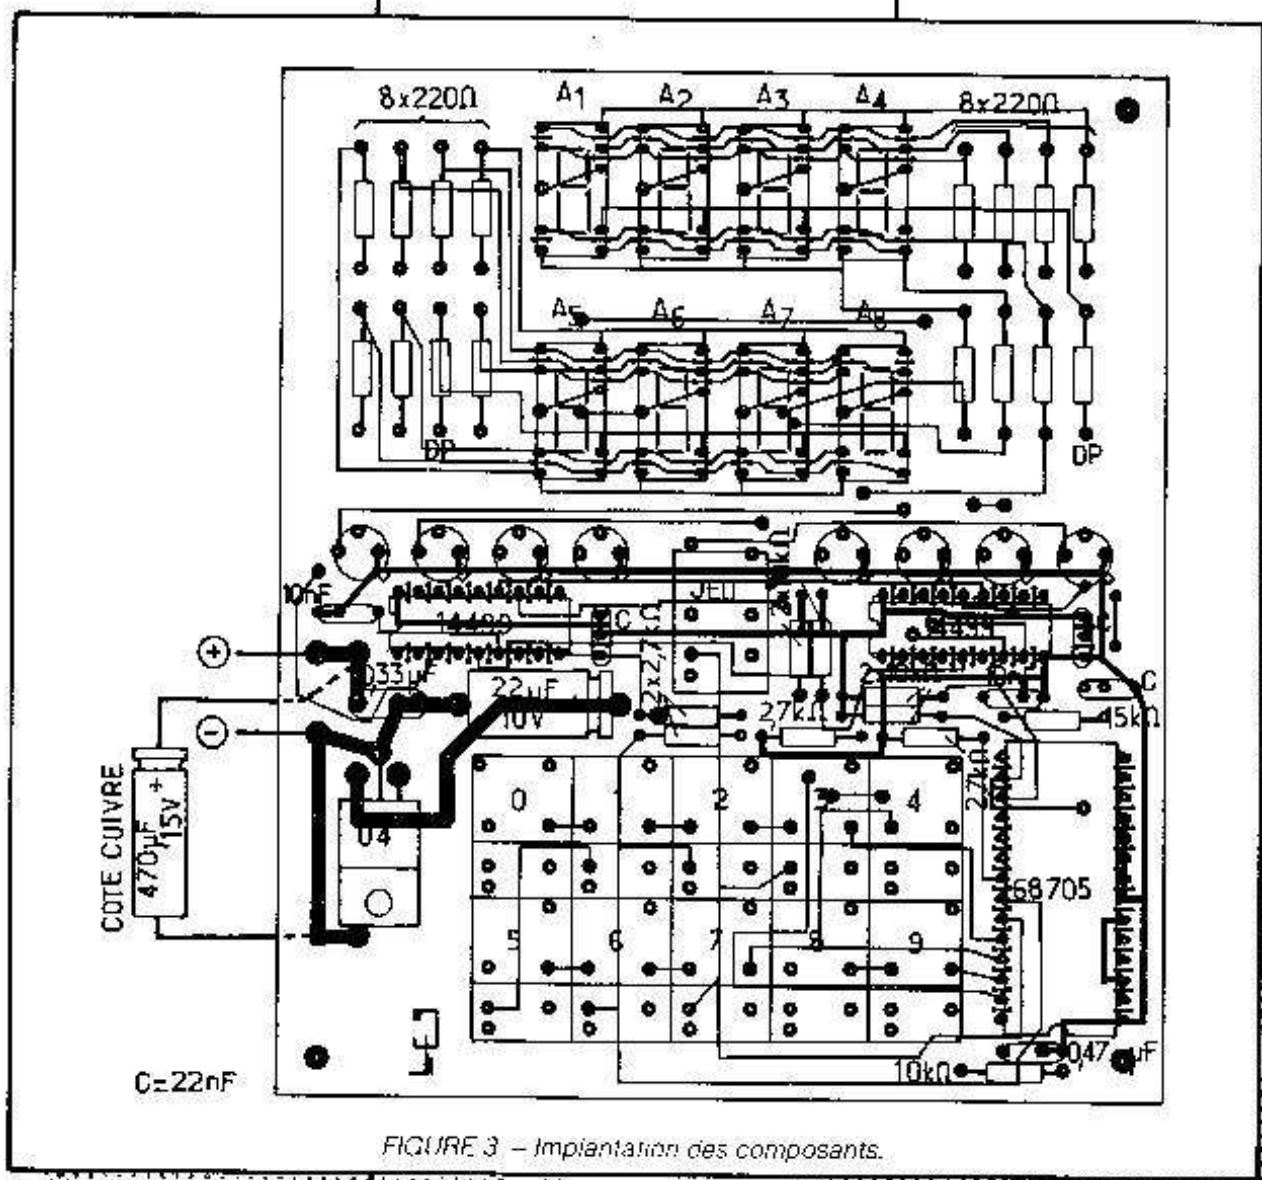 8x220Ω A1 A2 A3 A4 8x220Ω
A5 A6 A7 A8
DP DP
10nF
C Ω
+
0,33µF
22µF
10V
2x2,7
27kΩ
C
15kΩ
-
27kΩ
COTE CUIVRE
470µF
15V +
U4
0 1 2 3 4
68705
5 6 7 8 9
0,47µF
10kΩ
C=22nF
FIGURE 3 – Implantation des composants.